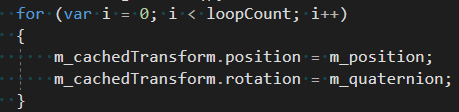 for (var i = 0; i < loopCount; i++)
{
    m_cachedTransform.position = m_position;
    m_cachedTransform.rotation = m_quaternion;
}